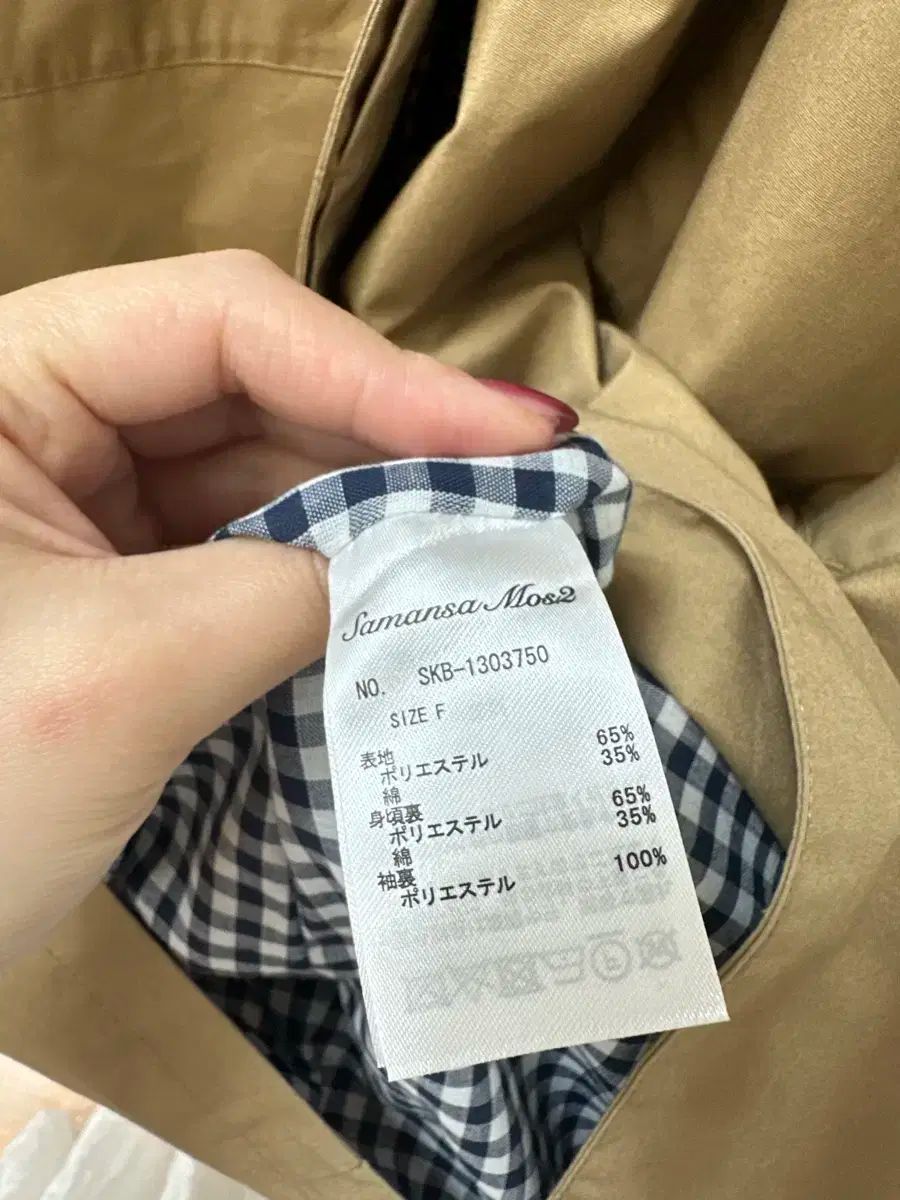 Samansa Mos2
NO. SKB-1303750
SIZE F
表地
ポリエステル 65%
綿 35%
身頃裏
ポリエステル 65%
綿 35%
袖裏
ポリエステル 100%